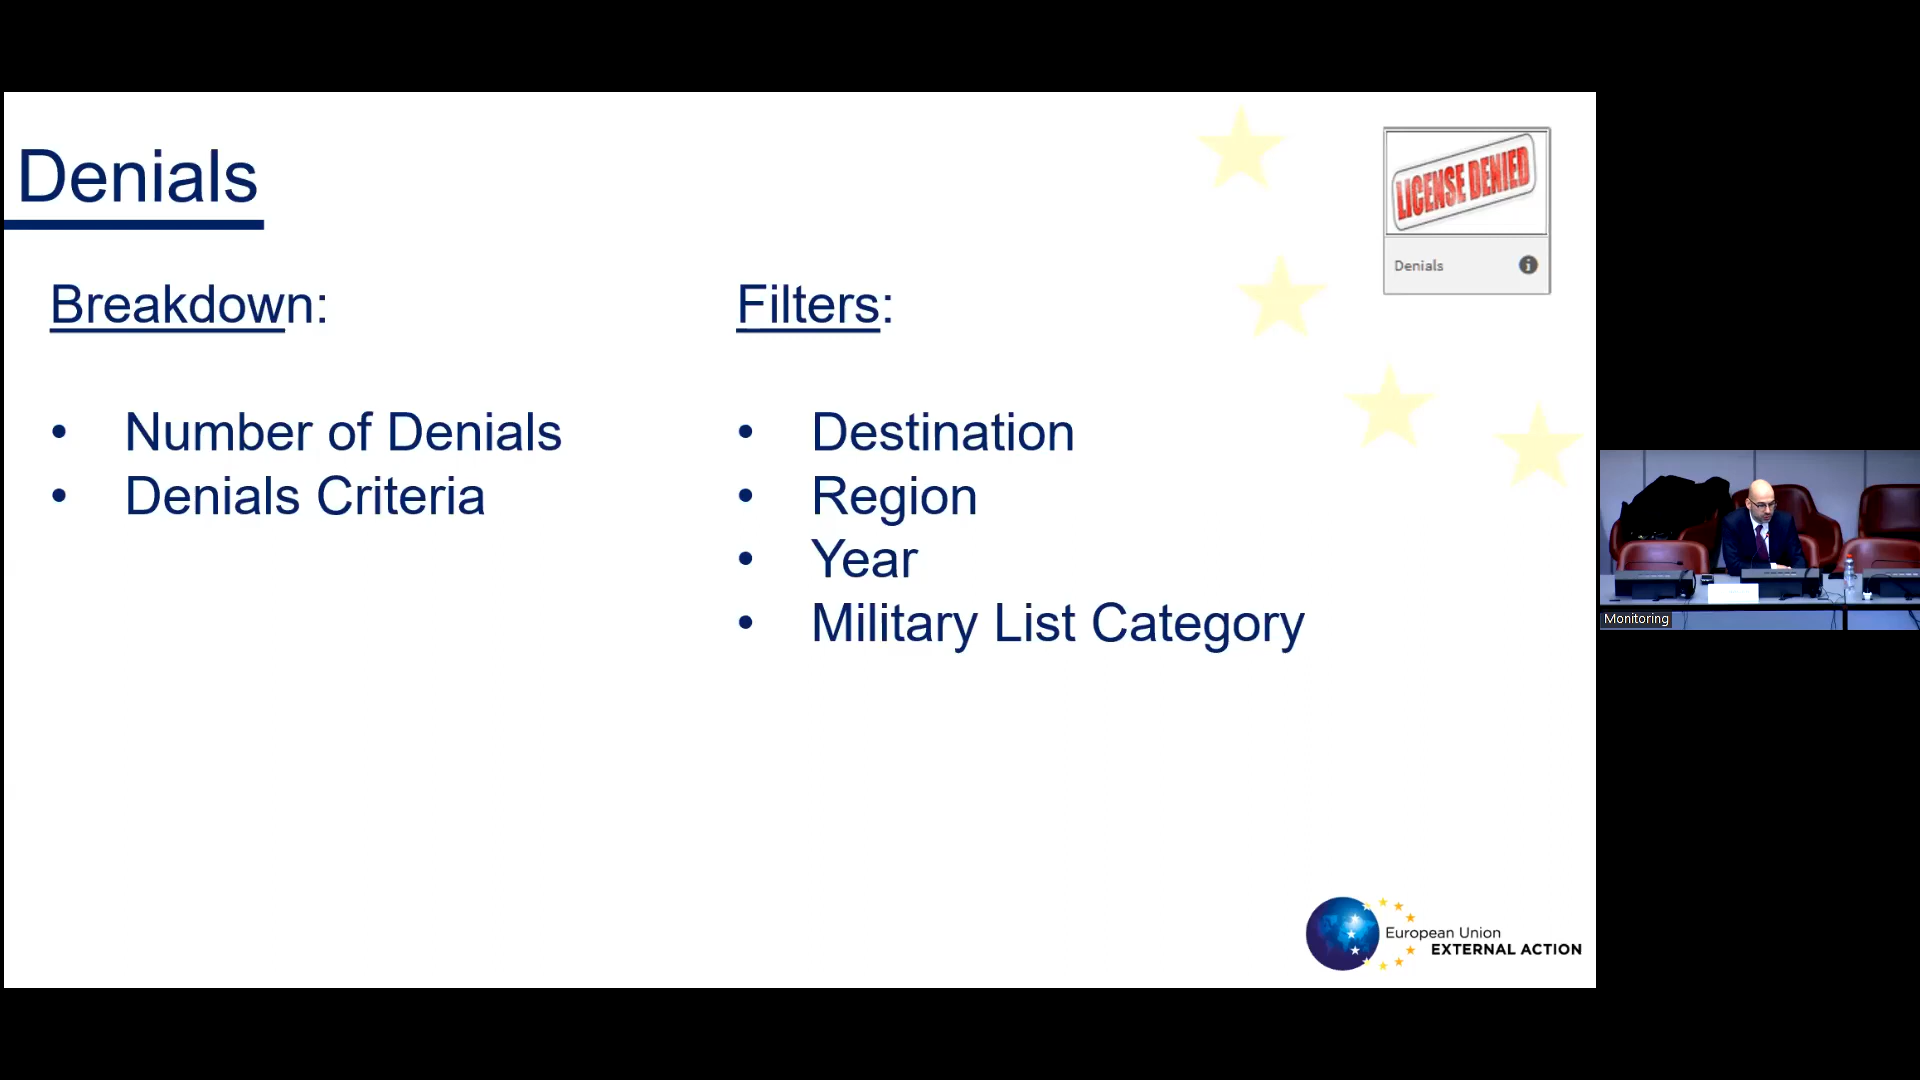 Denials
LICENSE DENIED
Denials
Breakdown:
• Number of Denials
• Denials Criteria
Filters:
• Destination
• Region
• Year
• Military List Category
European Union
EXTERNAL ACTION
Monitoring